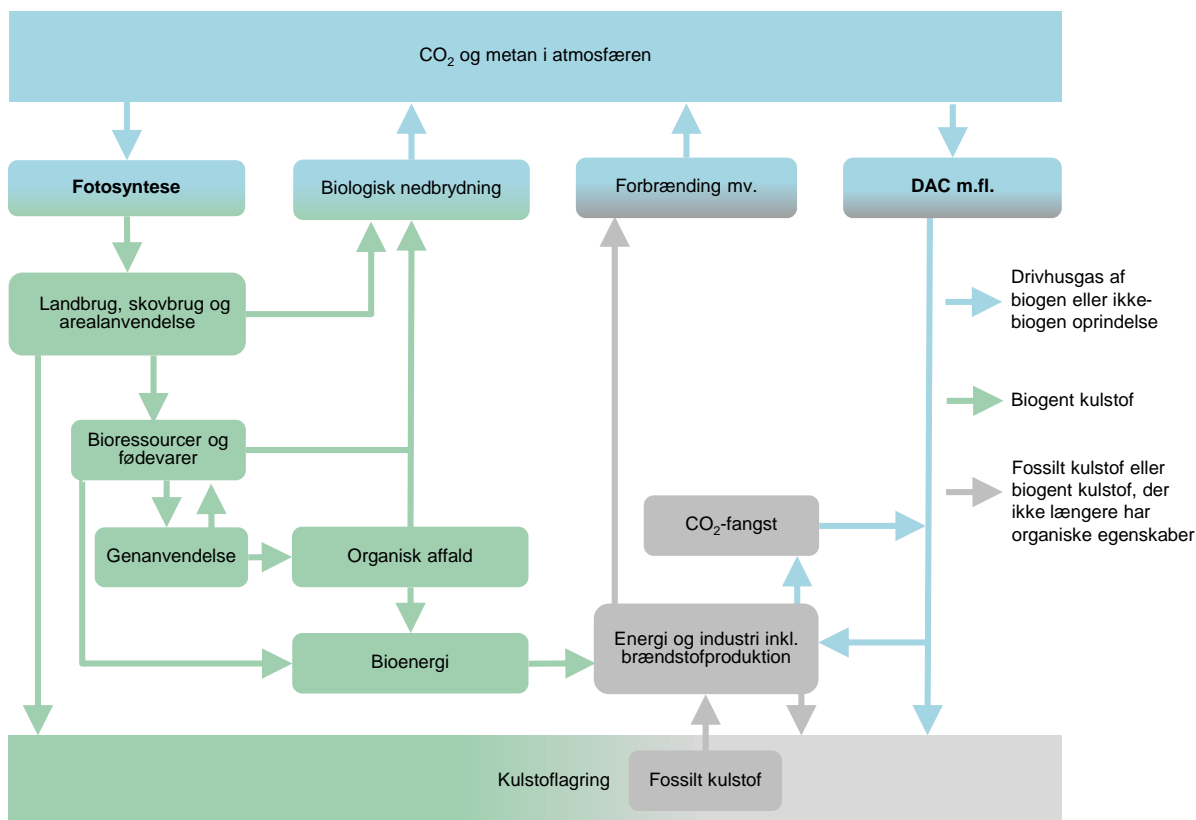 CO₂ og metan i atmosfæren
Fotosyntese
Biologisk nedbrydning
Forbrænding mv.
DAC m.fl.
Landbrug, skovbrug og
arealanvendelse
Drivhusgas af
biogen eller ikke-
biogen oprindelse
Biogent kulstof
Bioressourcer og
fødevarer
Fossilt kulstof eller
biogent kulstof, der
ikke længere har
organiske egenskaber
CO₂-fangst
Genanvendelse
Organisk affald
Energi og industri inkl.
brændstofproduktion
Bioenergi
Kulstoflagring
Fossilt kulstof